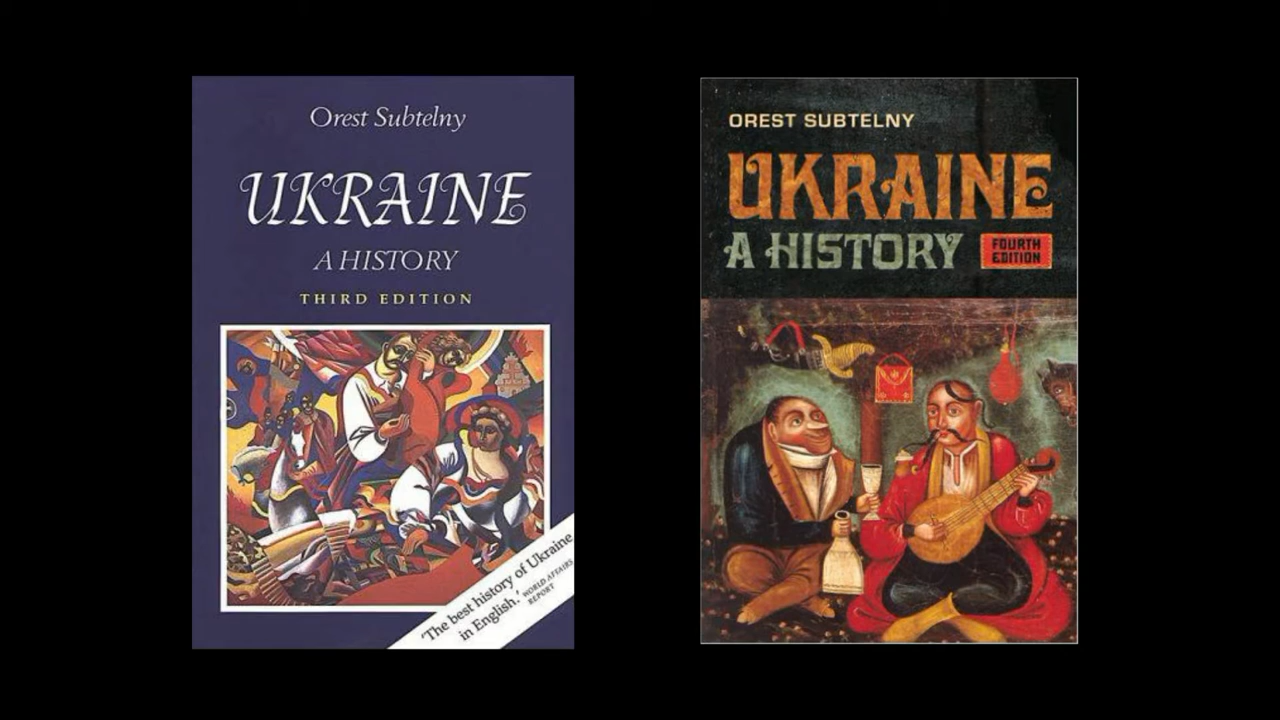 Orest Subtelny
UKRAINE
A HISTORY
THIRD EDITION
'The best history of Ukraine
in English.' WORLD AFFAIRS
REPORT
OREST SUBTELNY
UKRAINE
A HISTORY
FOURTH
EDITION